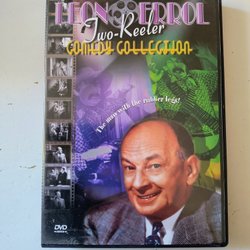 LEON ERROL
Two-Reeler
COMEDY COLLECTION
The man with the rubber legs!
DVD